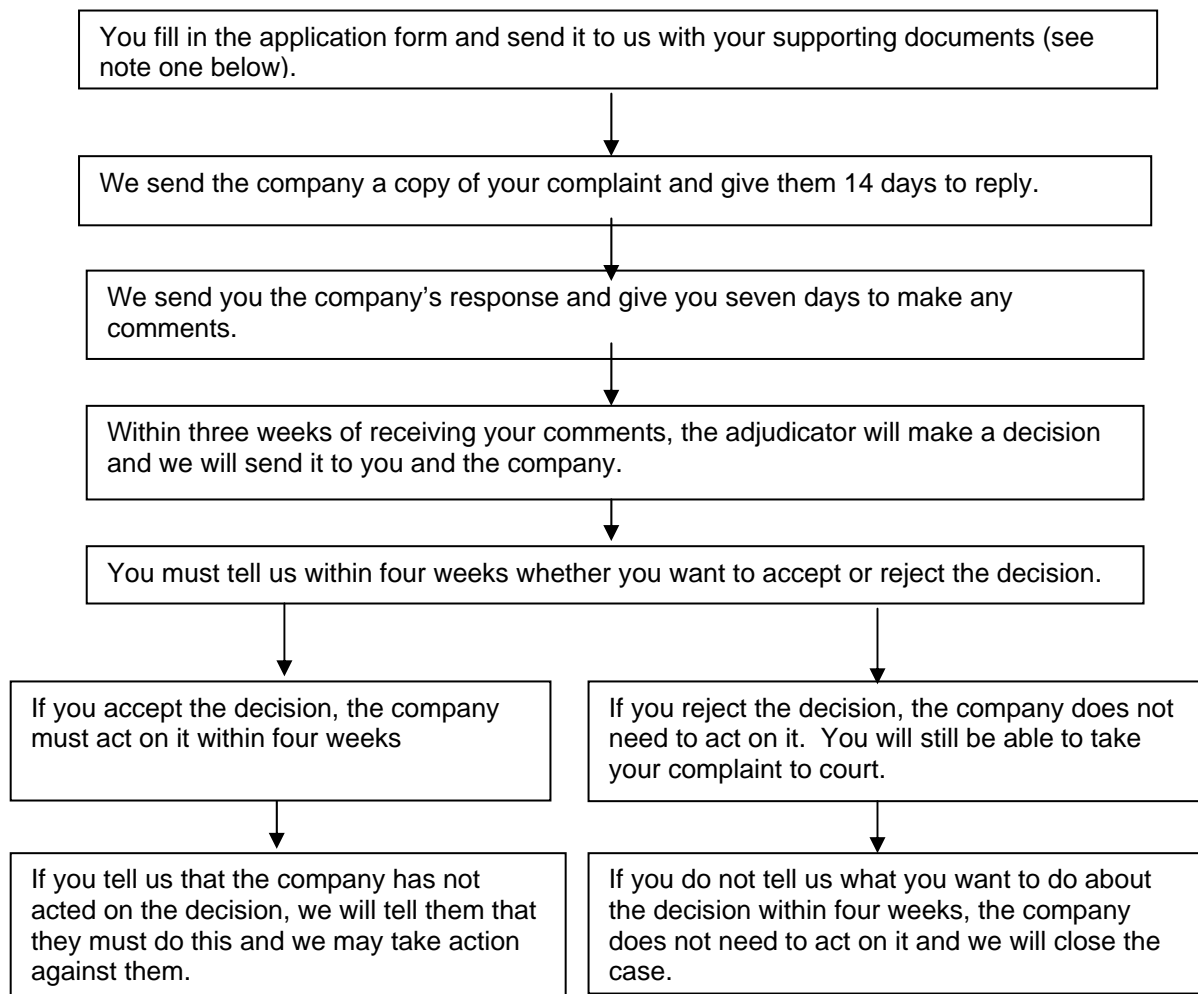 You fill in the application form and send it to us with your supporting documents (see
note one below).
We send the company a copy of your complaint and give them 14 days to reply.
We send you the company’s response and give you seven days to make any
comments.
Within three weeks of receiving your comments, the adjudicator will make a decision
and we will send it to you and the company.
You must tell us within four weeks whether you want to accept or reject the decision.
If you accept the decision, the company
must act on it within four weeks
If you reject the decision, the company does not
need to act on it.  You will still be able to take
your complaint to court.
If you tell us that the company has not
acted on the decision, we will tell them that
they must do this and we may take action
against them.
If you do not tell us what you want to do about
the decision within four weeks, the company
does not need to act on it and we will close the
case.